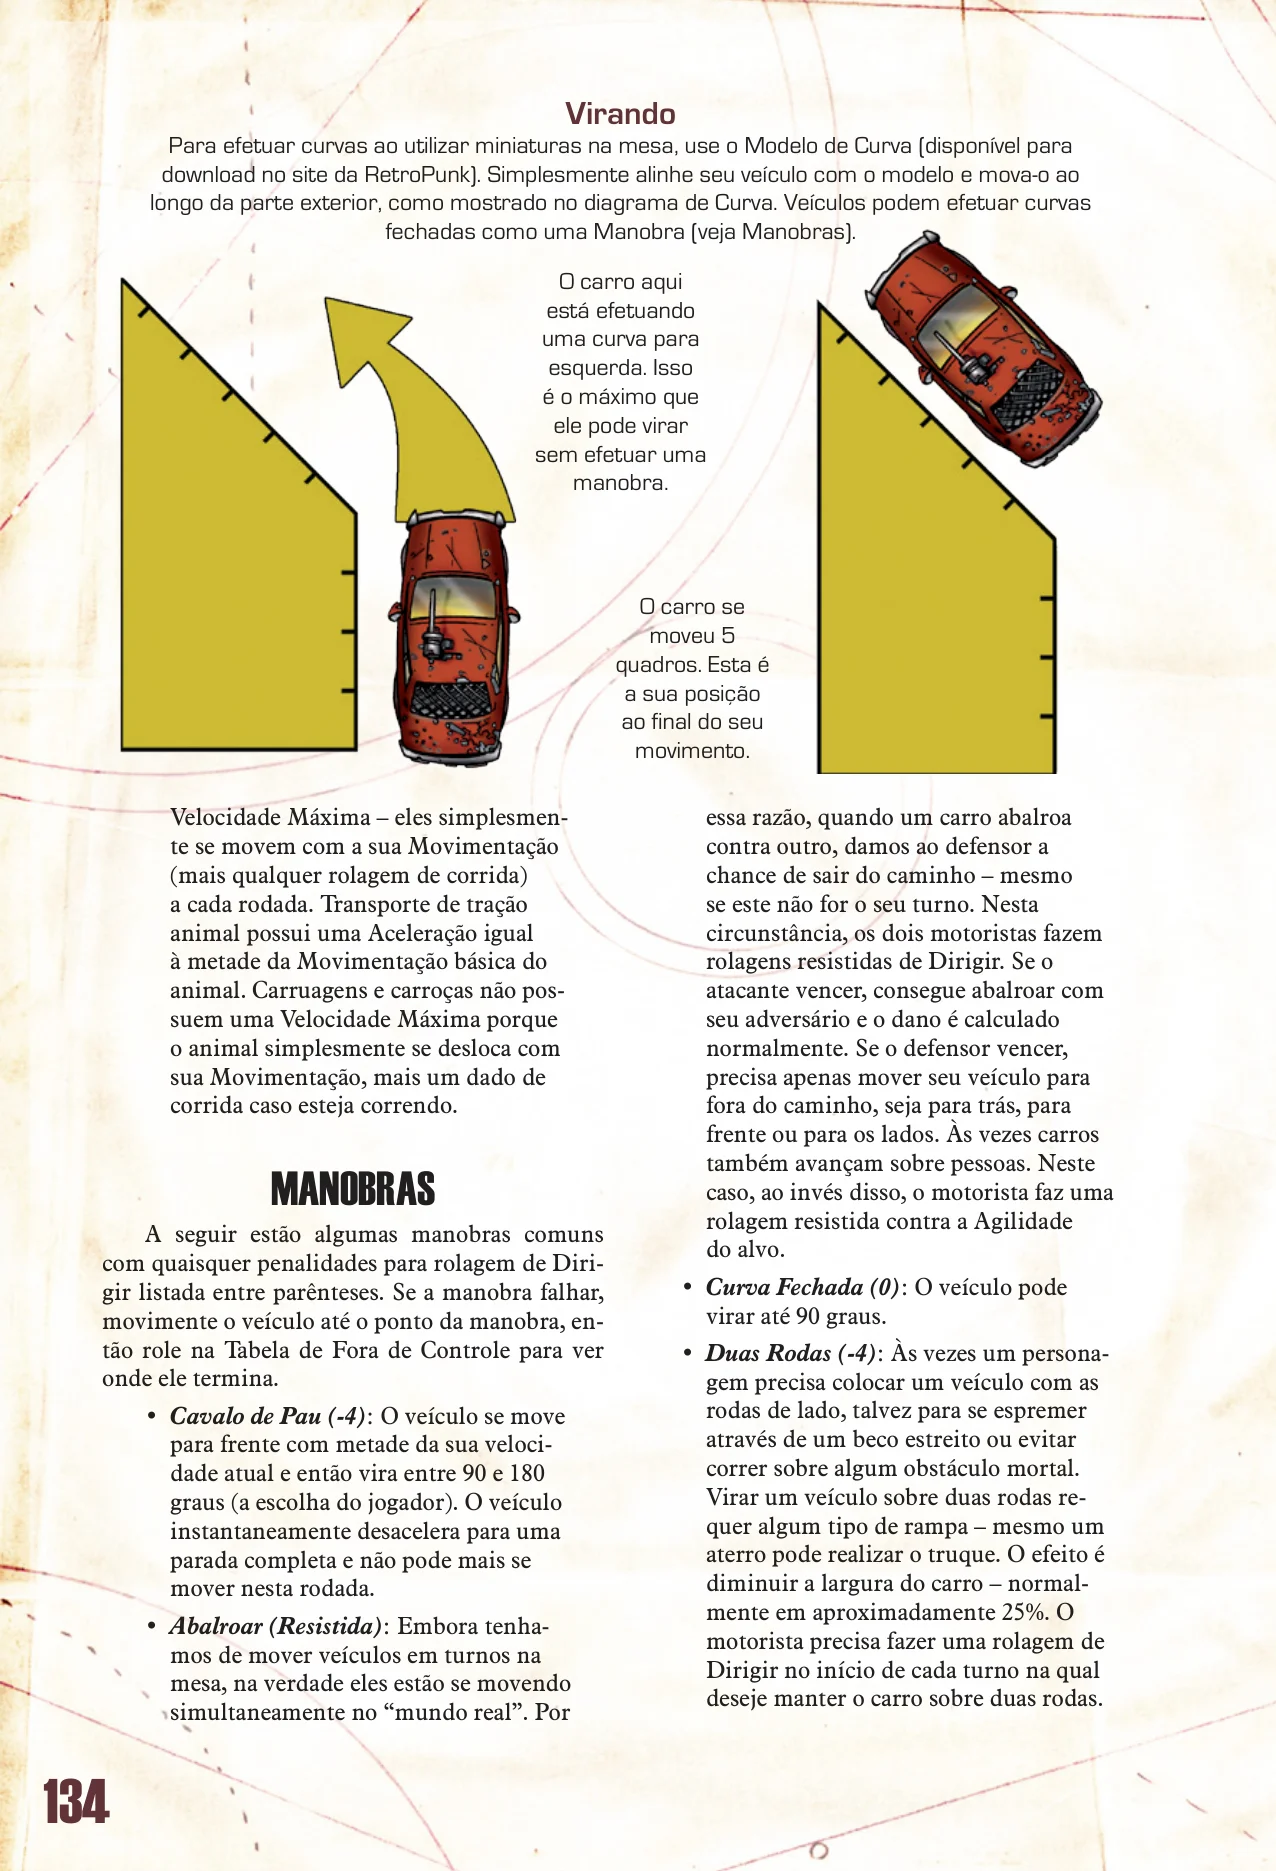 Virando
Para efetuar curvas ao utilizar miniaturas na mesa, use o Modelo de Curva (disponível para
download no site da RetroPunk). Simplesmente alinhe seu veículo com o modelo e mova-o ao
longo da parte exterior, como mostrado no diagrama de Curva. Veículos podem efetuar curvas
fechadas como uma Manobra (veja Manobras).
O carro aqui
está efetuando
uma curva para
esquerda. Isso
é o máximo que
ele pode virar
sem efetuar uma
manobra.
O carro se
moveu 5
quadros. Esta é
a sua posição
ao final do seu
movimento.
Velocidade Máxima – eles simplesmen-
te se movem com a sua Movimentação
(mais qualquer rolagem de corrida)
a cada rodada. Transporte de tração
animal possui uma Aceleração igual
à metade da Movimentação básica do
animal. Carruagens e carroças não pos-
suem uma Velocidade Máxima porque
o animal simplesmente se desloca com
sua Movimentação, mais um dado de
corrida caso esteja correndo.
MANOBRAS
A seguir estão algumas manobras comuns
com quaisquer penalidades para rolagem de Diri-
gir listada entre parênteses. Se a manobra falhar,
movimente o veículo até o ponto da manobra, en-
tão role na Tabela de Fora de Controle para ver
onde ele termina.
• Cavalo de Pau (-4): O veículo se move
para frente com metade da sua veloci-
dade atual e então vira entre 90 e 180
graus (a escolha do jogador). O veículo
instantaneamente desacelera para uma
parada completa e não pode mais se
mover nesta rodada.
• Abalroar (Resistida): Embora tenha-
mos de mover veículos em turnos na
mesa, na verdade eles estão se movendo
simultaneamente no “mundo real”. Por
essa razão, quando um carro abalroa
contra outro, damos ao defensor a
chance de sair do caminho – mesmo
se este não for o seu turno. Nesta
circunstância, os dois motoristas fazem
rolagens resistidas de Dirigir. Se o
atacante vencer, consegue abalroar com
seu adversário e o dano é calculado
normalmente. Se o defensor vencer,
precisa apenas mover seu veículo para
fora do caminho, seja para trás, para
frente ou para os lados. Às vezes carros
também avançam sobre pessoas. Neste
caso, ao invés disso, o motorista faz uma
rolagem resistida contra a Agilidade
do alvo.
• Curva Fechada (0): O veículo pode
virar até 90 graus.
• Duas Rodas (-4): Às vezes um persona-
gem precisa colocar um veículo com as
rodas de lado, talvez para se espremer
através de um beco estreito ou evitar
correr sobre algum obstáculo mortal.
Virar um veículo sobre duas rodas re-
quer algum tipo de rampa – mesmo um
aterro pode realizar o truque. O efeito é
diminuir a largura do carro – normal-
mente em aproximadamente 25%. O
motorista precisa fazer uma rolagem de
Dirigir no início de cada turno na qual
deseje manter o carro sobre duas rodas.
134